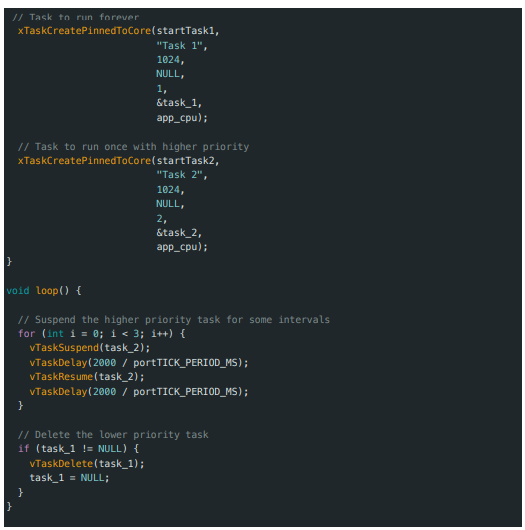 // Task to run forever
xTaskCreatePinnedToCore(startTask1,
"Task 1",
1024,
NULL,
1,
&task_1,
app_cpu);
// Task to run once with higher priority
xTaskCreatePinnedToCore(startTask2,
"Task 2",
1024,
NULL,
2,
&task_2,
app_cpu);
}
void loop() {
// Suspend the higher priority task for some intervals
for (int i = 0; i < 3; i++) {
vTaskSuspend(task_2);
vTaskDelay(2000 / portTICK_PERIOD_MS);
vTaskResume(task_2);
vTaskDelay(2000 / portTICK_PERIOD_MS);
}
// Delete the lower priority task
if (task_1 != NULL) {
vTaskDelete(task_1);
task_1 = NULL;
}
}